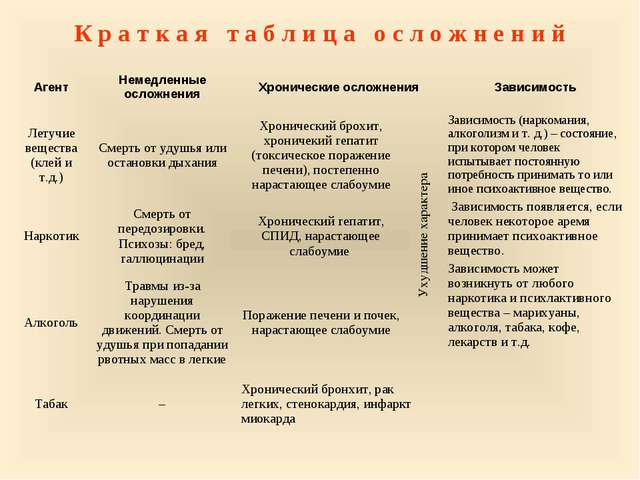 Краткая таблица осложнений
Агент
Немедленные
осложнения
Хронические осложнения
Зависимость
Летучие
вещества
(клей и
т.д.)
Смерть от удушья или
остановки дыхания
Хронический брохит,
хроничекий гепатит
(токсическое поражение
печени), постепенно
нарастающее слабоумие
Ухудшение характера
Зависимость (наркомания,
алкоголизм и т. д.) – состояние,
при котором человек
испытывает постоянную
потребность принимать то или
иное психоактивное вещество.
Зависимость появляется, если
человек некоторое аремя
принимает психоактивное
вещество.
Зависимость может
возникнуть от любого
наркотика и психлактивного
вещества – марихуаны,
алкоголя, табака, кофе,
лекарств и т.д.
Наркотик
Смерть от
передозировки.
Психозы: бред,
галлюцинации
Хронический гепатит,
СПИД, нарастающее
слабоумие
Алкоголь
Травмы из-за
нарушения
координации
движений. Смерть от
удушья при попадании
рвотных масс в легкие
Поражение печени и почек,
нарастающее слабоумие
Табак
–
Хронический бронхит, рак
легких, стенокардия, инфаркт
миокарда